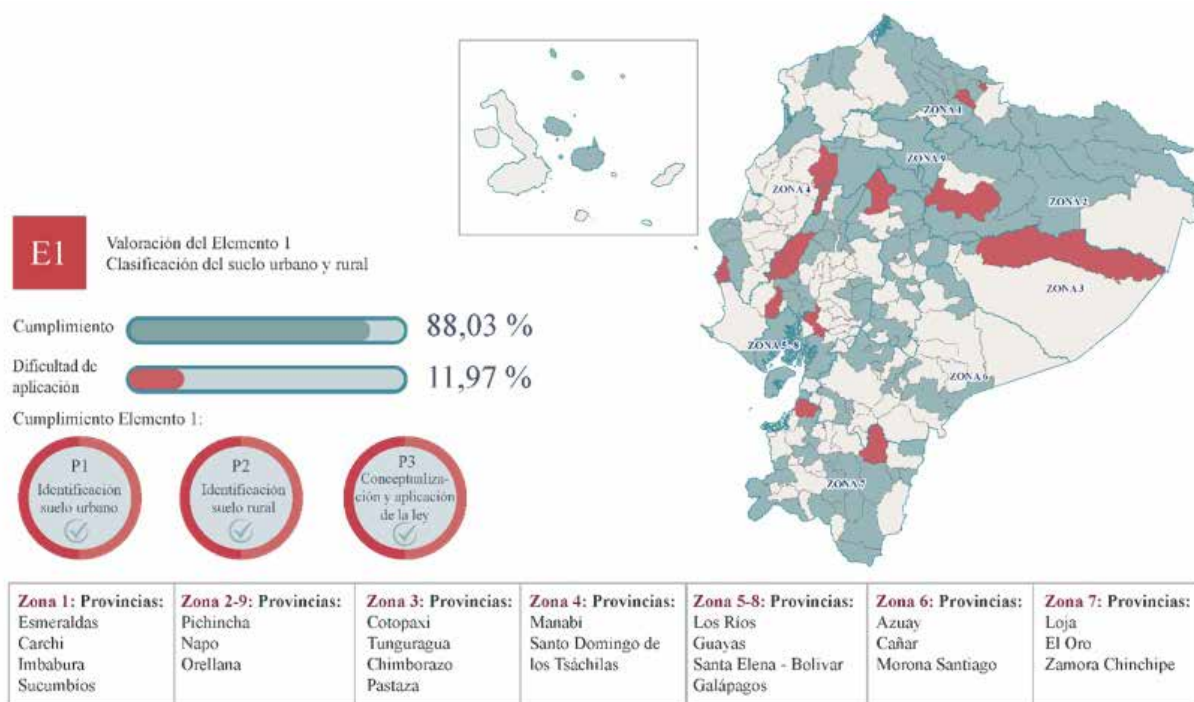 ZONA 1
ZONA 9
ZONA 4
ZONA 2
ZONA 3
ZONA 5-8
ZONA 6
ZONA 7
E1
Valoración del Elemento 1
Clasificación del suelo urbano y rural
Cumplimiento
88,03 %
Dificultad de
aplicación
11,97 %
Cumplimiento Elemento 1:
P1
Identificación
suelo urbano
P2
Identificación
suelo rural
P3
Conceptualiza-
ción y aplicación
de la ley
Zona 1: Provincias:
Esmeraldas
Carchi
Imbabura
Sucumbíos
Zona 2-9: Provincias:
Pichincha
Napo
Orellana
Zona 3: Provincias:
Cotopaxi
Tunguragua
Chimborazo
Pastaza
Zona 4: Provincias:
Manabí
Santo Domingo de
los Tsáchilas
Zona 5-8: Provincias:
Los Ríos
Guayas
Santa Elena - Bolivar
Galápagos
Zona 6: Provincias:
Azuay
Cañar
Morona Santiago
Zona 7: Provincias:
Loja
El Oro
Zamora Chinchipe